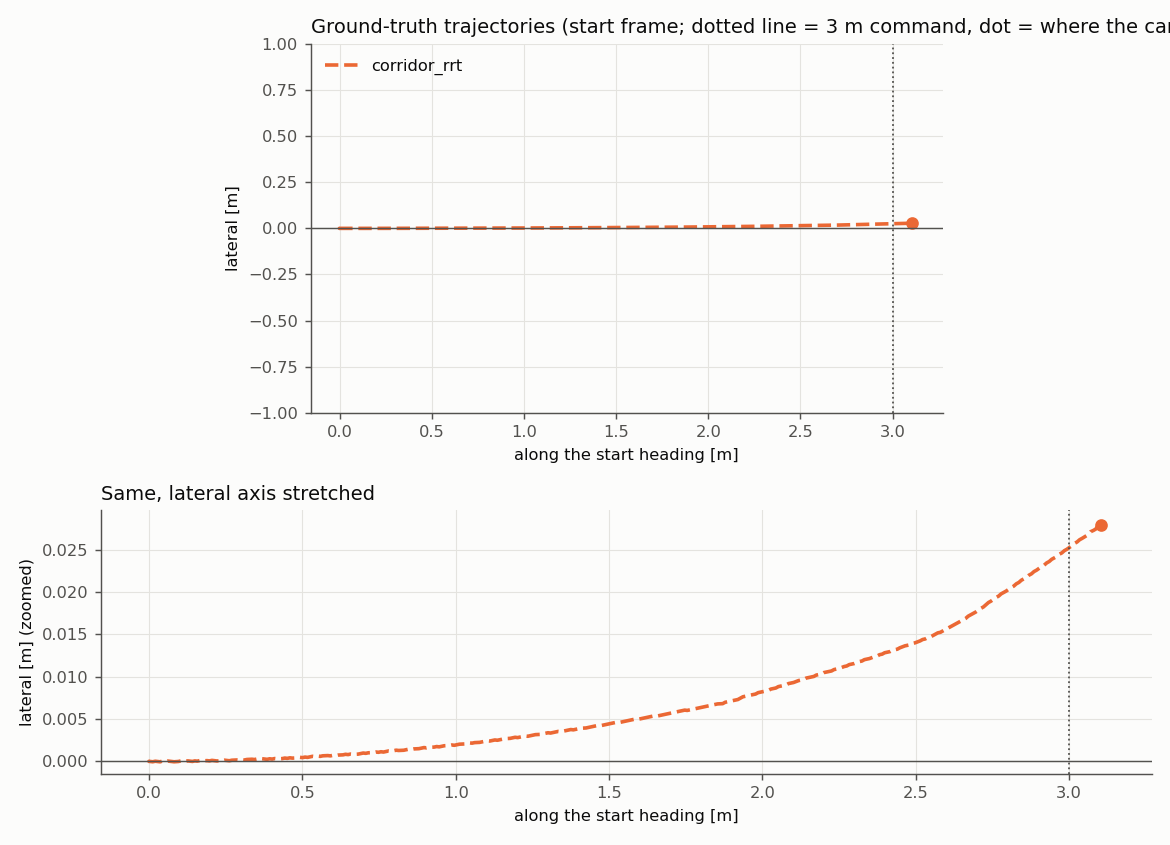 Ground-truth trajectories (start frame; dotted line = 3 m command, dot = where the
1.00
corridor_rrt
0.75
0.50
0.25
0.00
−0.25
−0.50
−0.75
−1.00
lateral [m]
0.0 0.5 1.0 1.5 2.0 2.5 3.0
along the start heading [m]
Same, lateral axis stretched
0.025
0.020
0.015
0.010
0.005
0.000
lateral [m] (zoomed)
0.0 0.5 1.0 1.5 2.0 2.5 3.0
along the start heading [m]